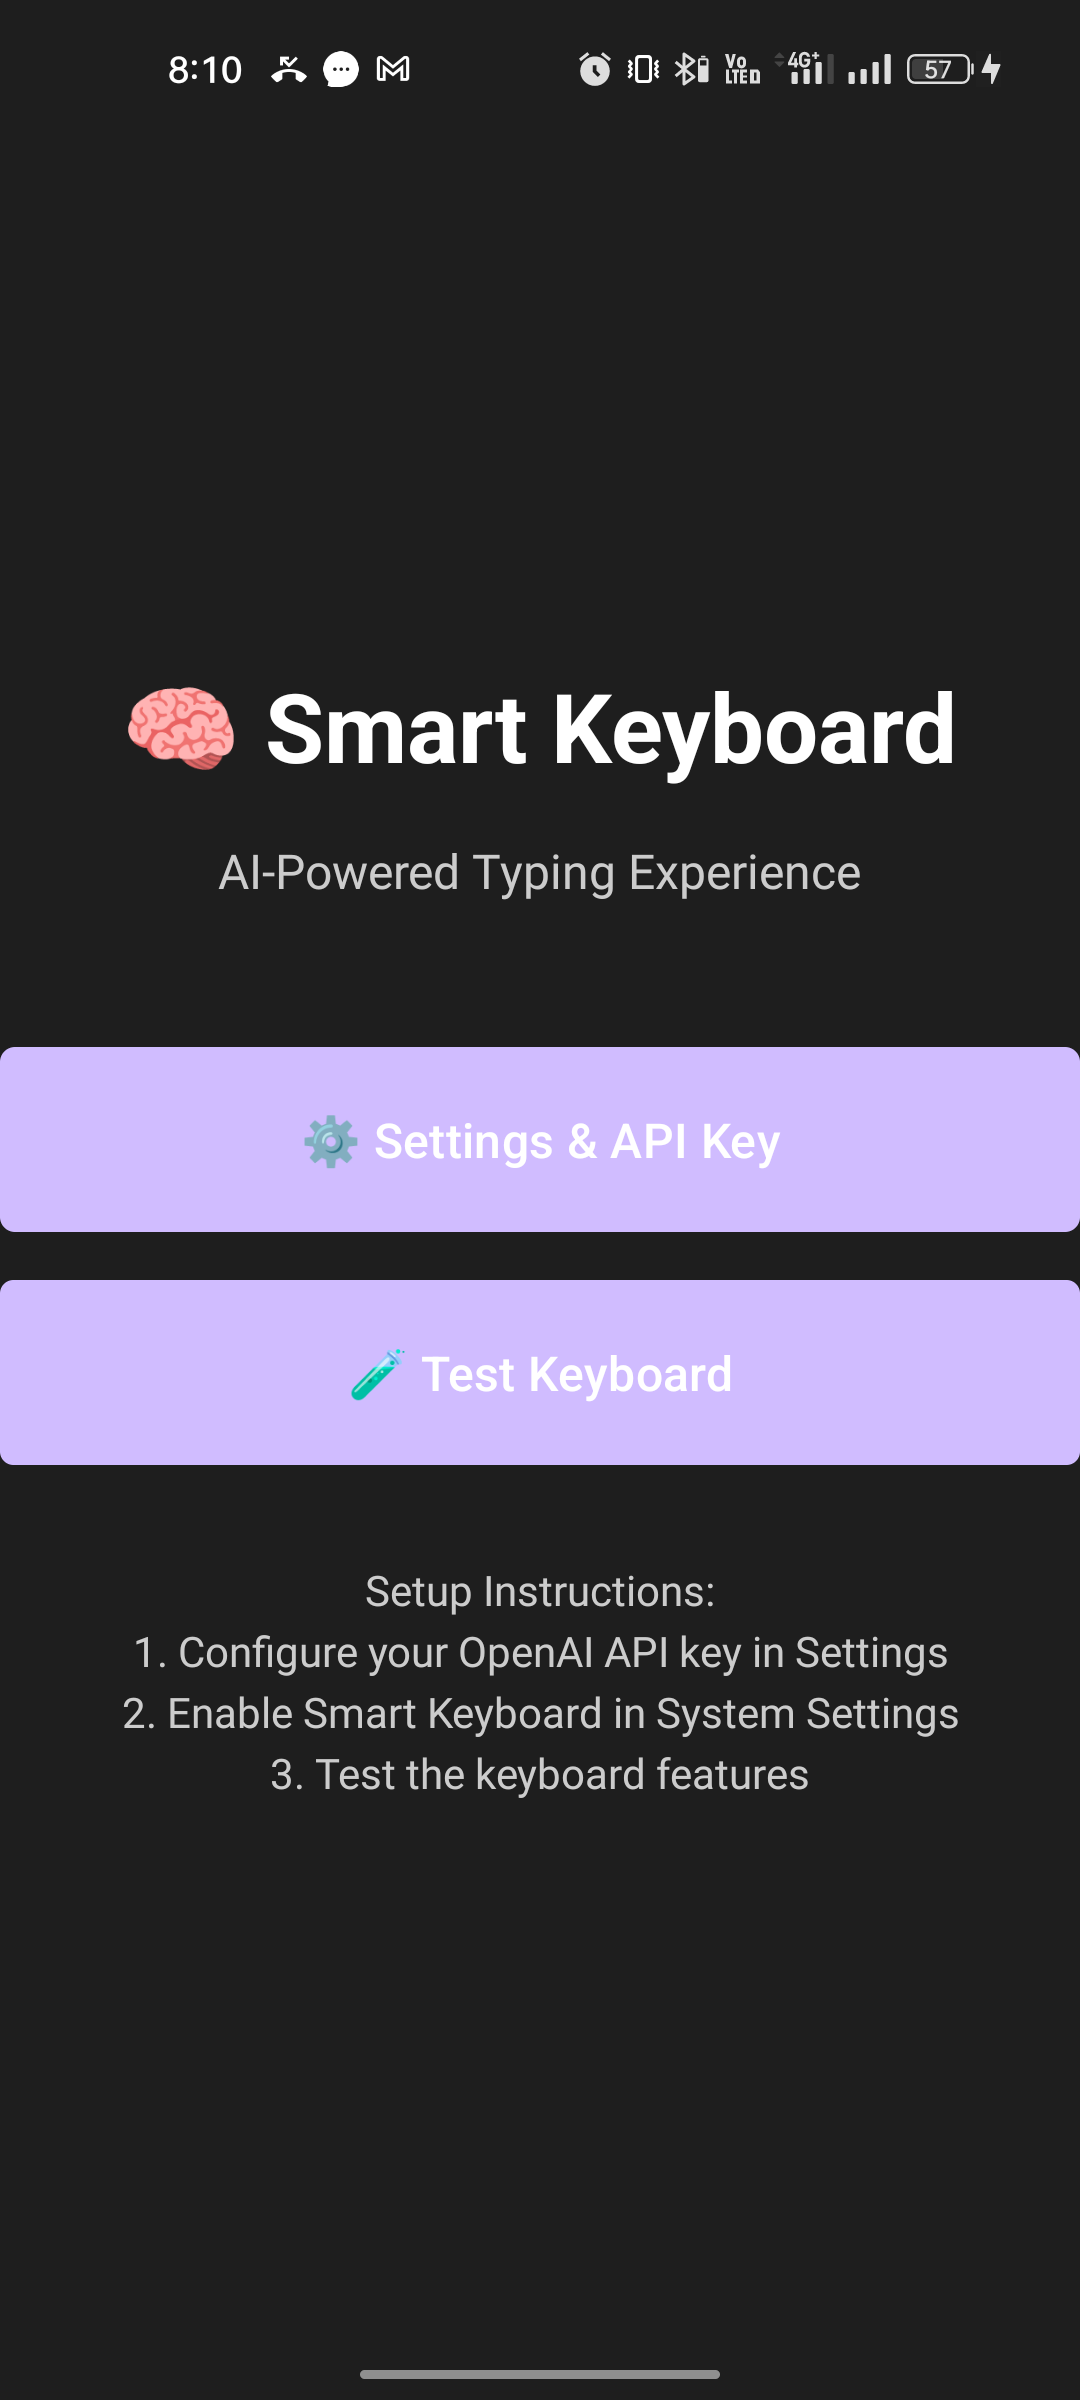 8:10 Vo LTE 4G+ 57
🧠 Smart Keyboard
AI-Powered Typing Experience
⚙️ Settings & API Key
🧪 Test Keyboard
Setup Instructions:
1. Configure your OpenAI API key in Settings
2. Enable Smart Keyboard in System Settings
3. Test the keyboard features